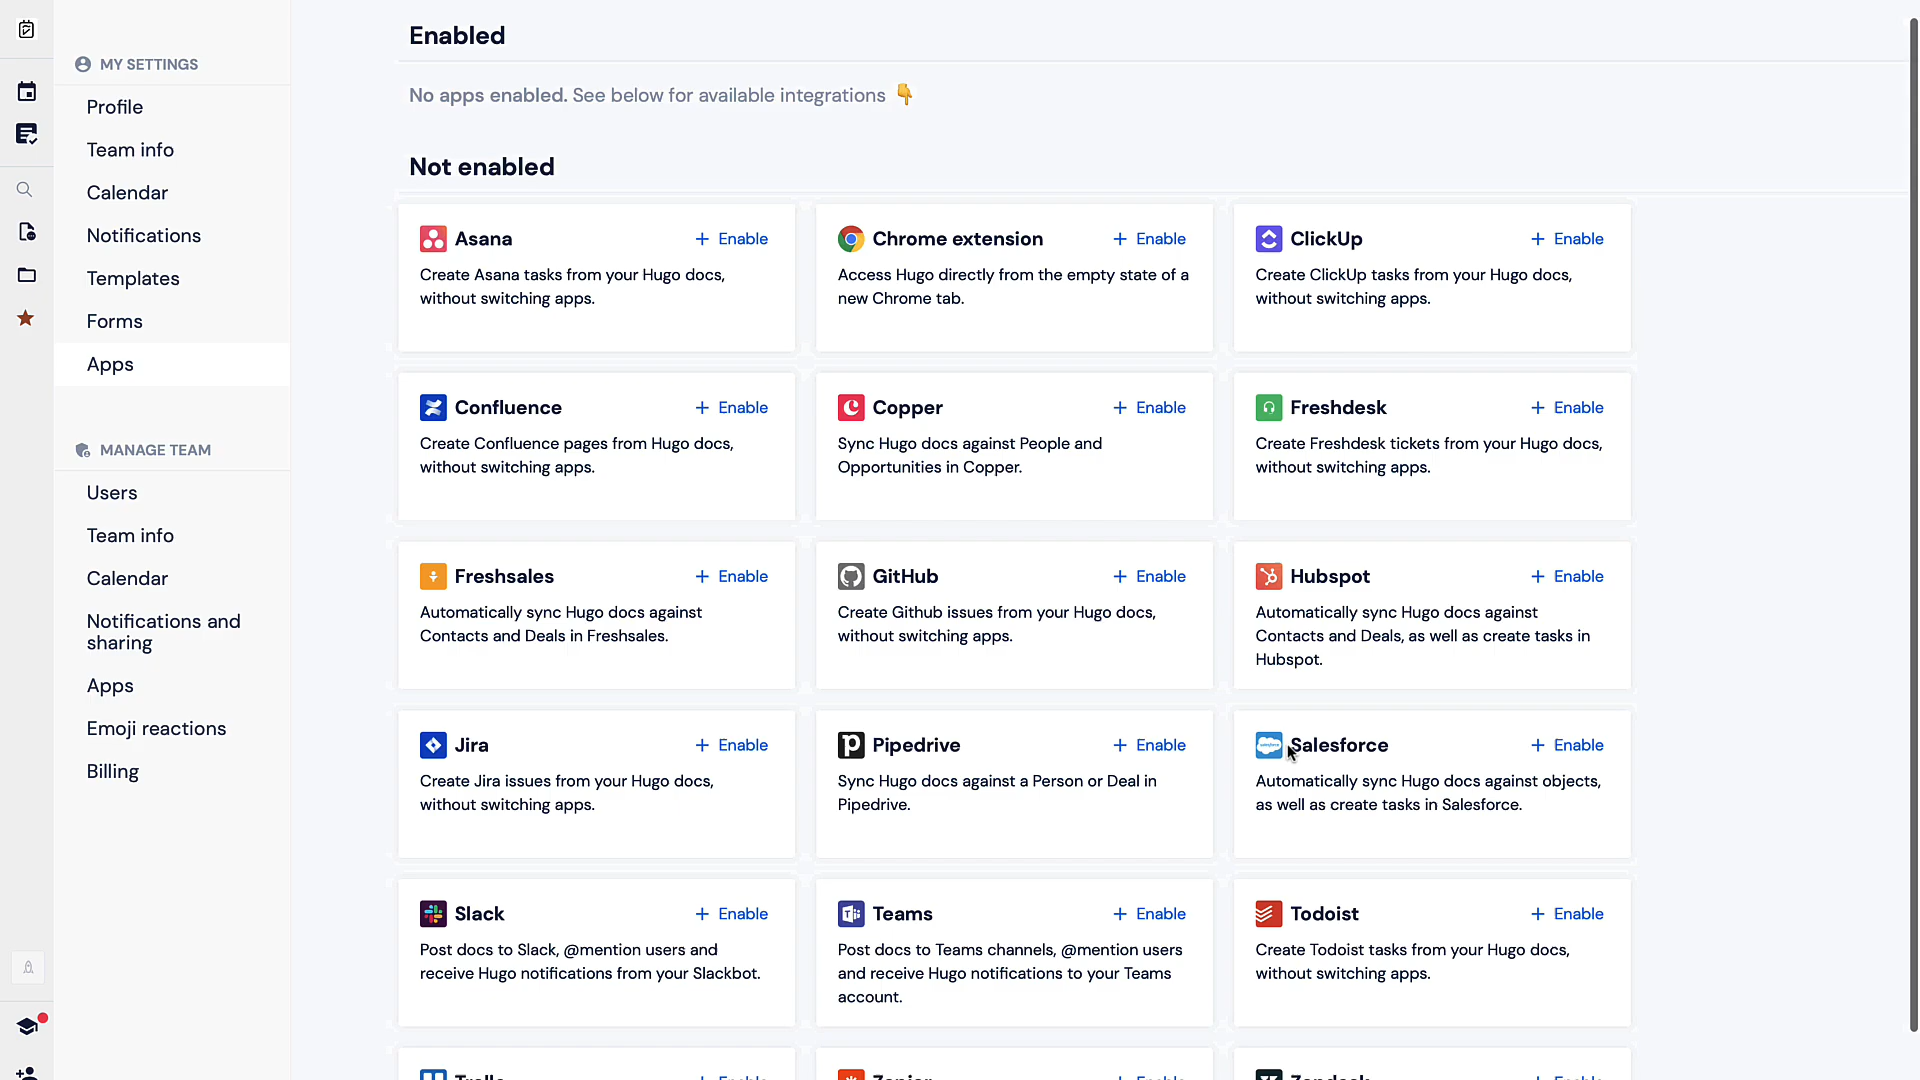 MY SETTINGS
Profile
Team info
Calendar
Notifications
Templates
Forms
Apps
MANAGE TEAM
Users
Team info
Calendar
Notifications and
sharing
Apps
Emoji reactions
Billing
Enabled
No apps enabled. See below for available integrations 👇
Not enabled
Asana
+ Enable
Create Asana tasks from your Hugo docs,
without switching apps.
Chrome extension
+ Enable
Access Hugo directly from the empty state of a
new Chrome tab.
ClickUp
+ Enable
Create ClickUp tasks from your Hugo docs,
without switching apps.
Confluence
+ Enable
Create Confluence pages from Hugo docs,
without switching apps.
Copper
+ Enable
Sync Hugo docs against People and
Opportunities in Copper.
Freshdesk
+ Enable
Create Freshdesk tickets from your Hugo docs,
without switching apps.
Freshsales
+ Enable
Automatically sync Hugo docs against
Contacts and Deals in Freshsales.
GitHub
+ Enable
Create Github issues from your Hugo docs,
without switching apps.
Hubspot
+ Enable
Automatically sync Hugo docs against
Contacts and Deals, as well as create tasks in
Hubspot.
Jira
+ Enable
Create Jira issues from your Hugo docs,
without switching apps.
Pipedrive
+ Enable
Sync Hugo docs against a Person or Deal in
Pipedrive.
Salesforce
+ Enable
Automatically sync Hugo docs against objects,
as well as create tasks in Salesforce.
Slack
+ Enable
Post docs to Slack, @mention users and
receive Hugo notifications from your Slackbot.
Teams
+ Enable
Post docs to Teams channels, @mention users
and receive Hugo notifications to your Teams
account.
Todoist
+ Enable
Create Todoist tasks from your Hugo docs,
without switching apps.
Trello
+ Enable
Zapier
+ Enable
Zendesk
+ Enable